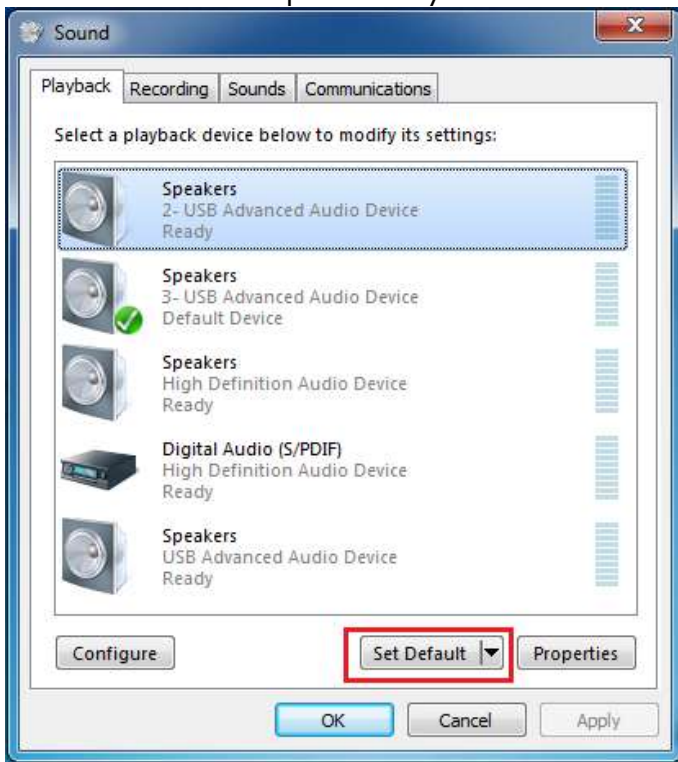 Sound
Playback Recording Sounds Communications
Select a playback device below to modify its settings:
Speakers
2- USB Advanced Audio Device
Ready
Speakers
3- USB Advanced Audio Device
Default Device
Speakers
High Definition Audio Device
Ready
Digital Audio (S/PDIF)
High Definition Audio Device
Ready
Speakers
USB Advanced Audio Device
Ready
Configure Set Default Properties
OK Cancel Apply